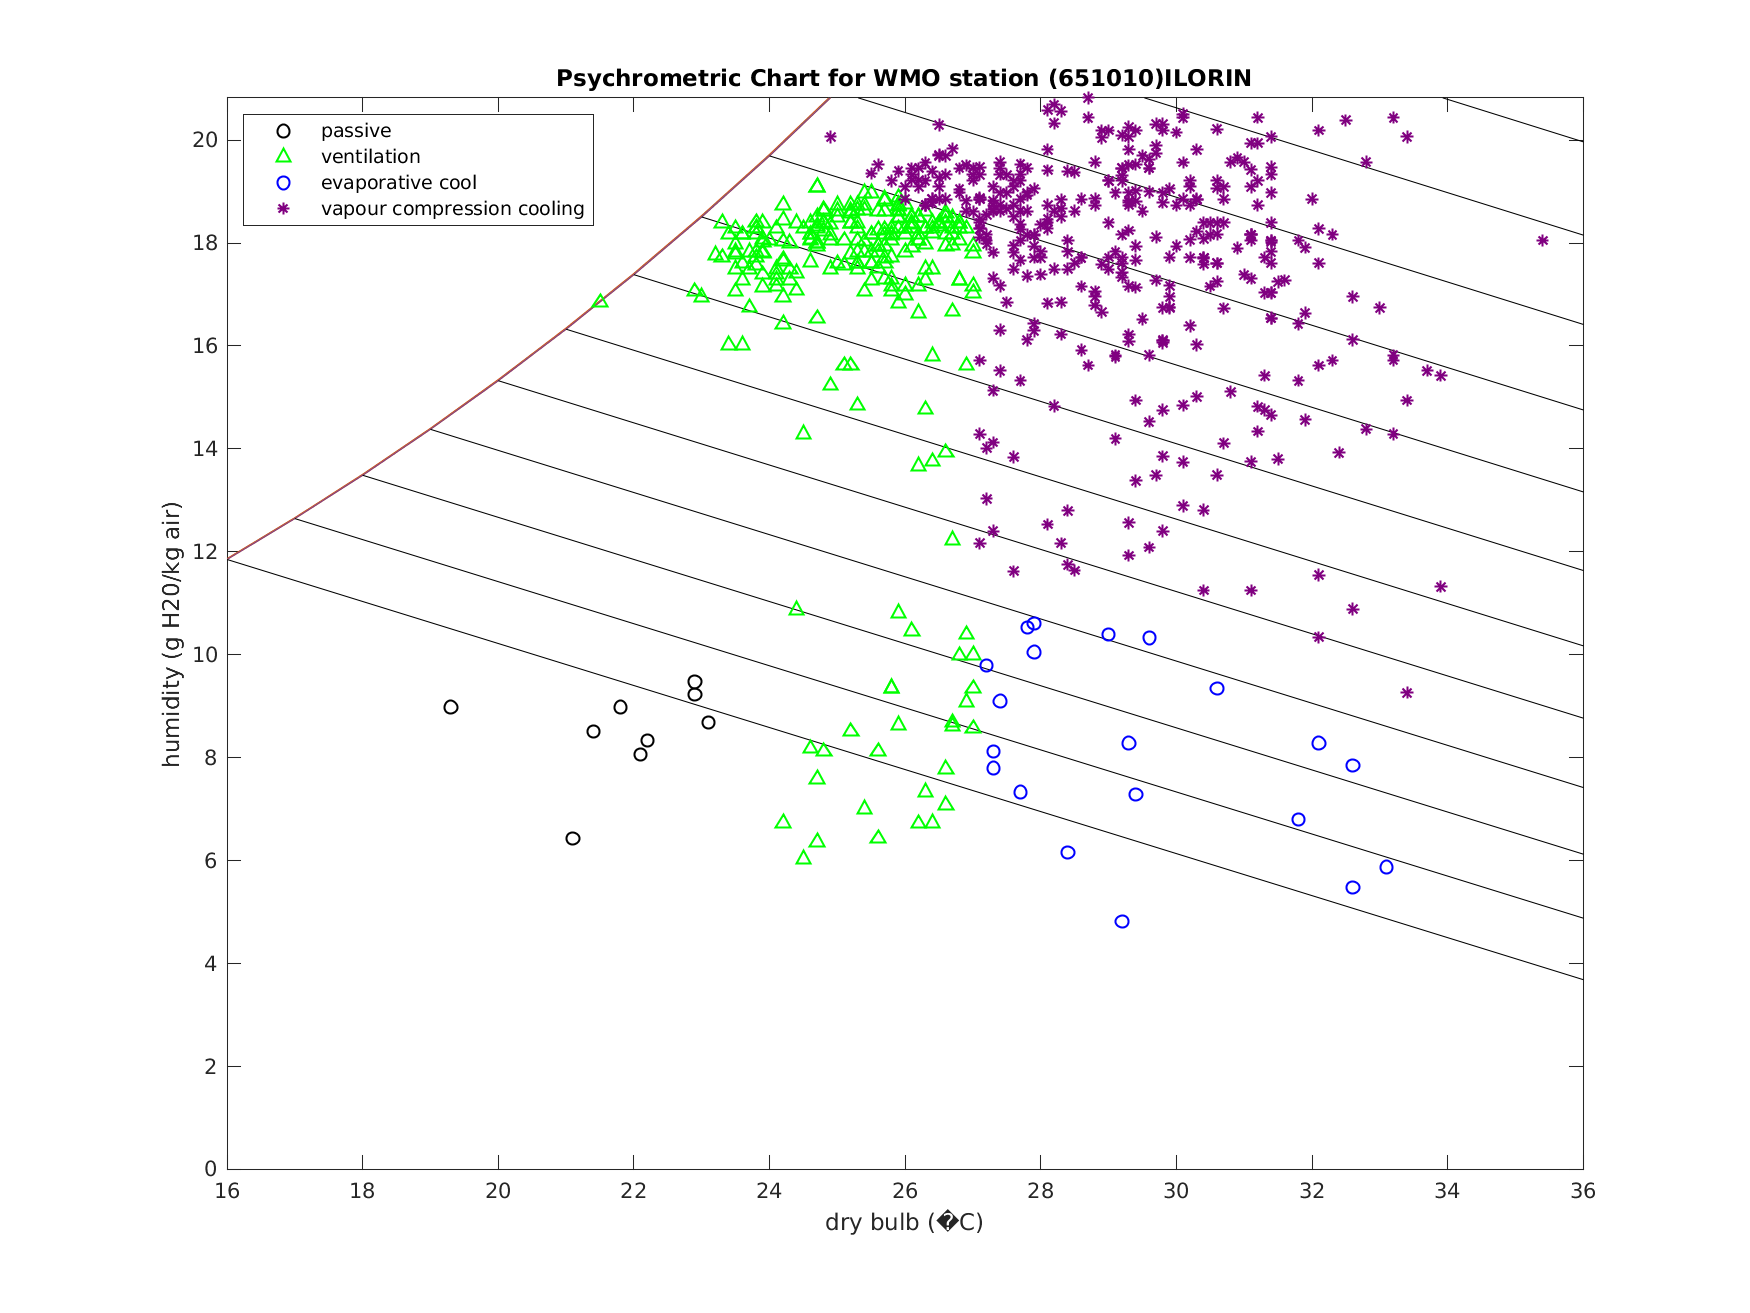 Psychrometric Chart for WMO station (651010)ILORIN
passive
ventilation
evaporative cool
vapour compression cooling
humidity (g H20/kg air)
20
18
16
14
12
10
8
6
4
2
0
16 18 20 22 24 26 28 30 32 34 36
dry bulb (�C)